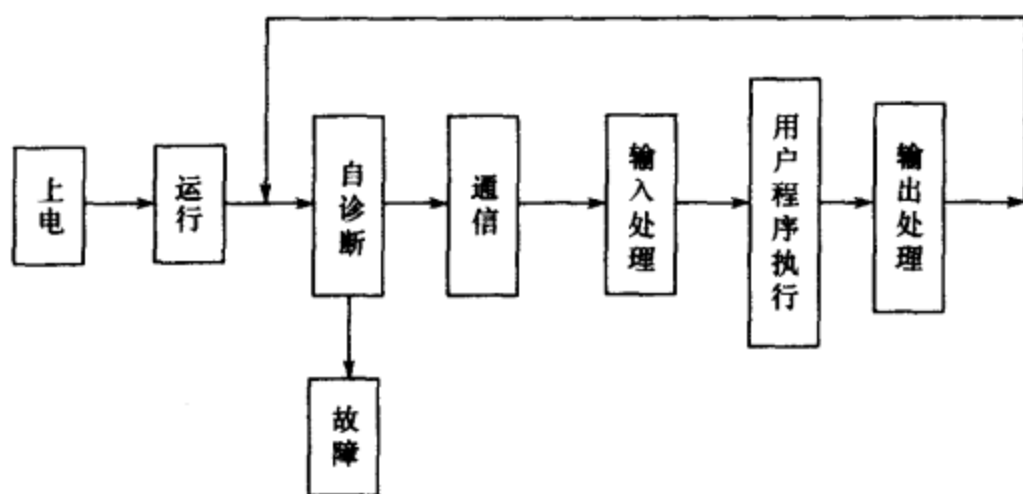 上电
运行
自诊断
通信
输入处理
用户程序执行
输出处理
故障